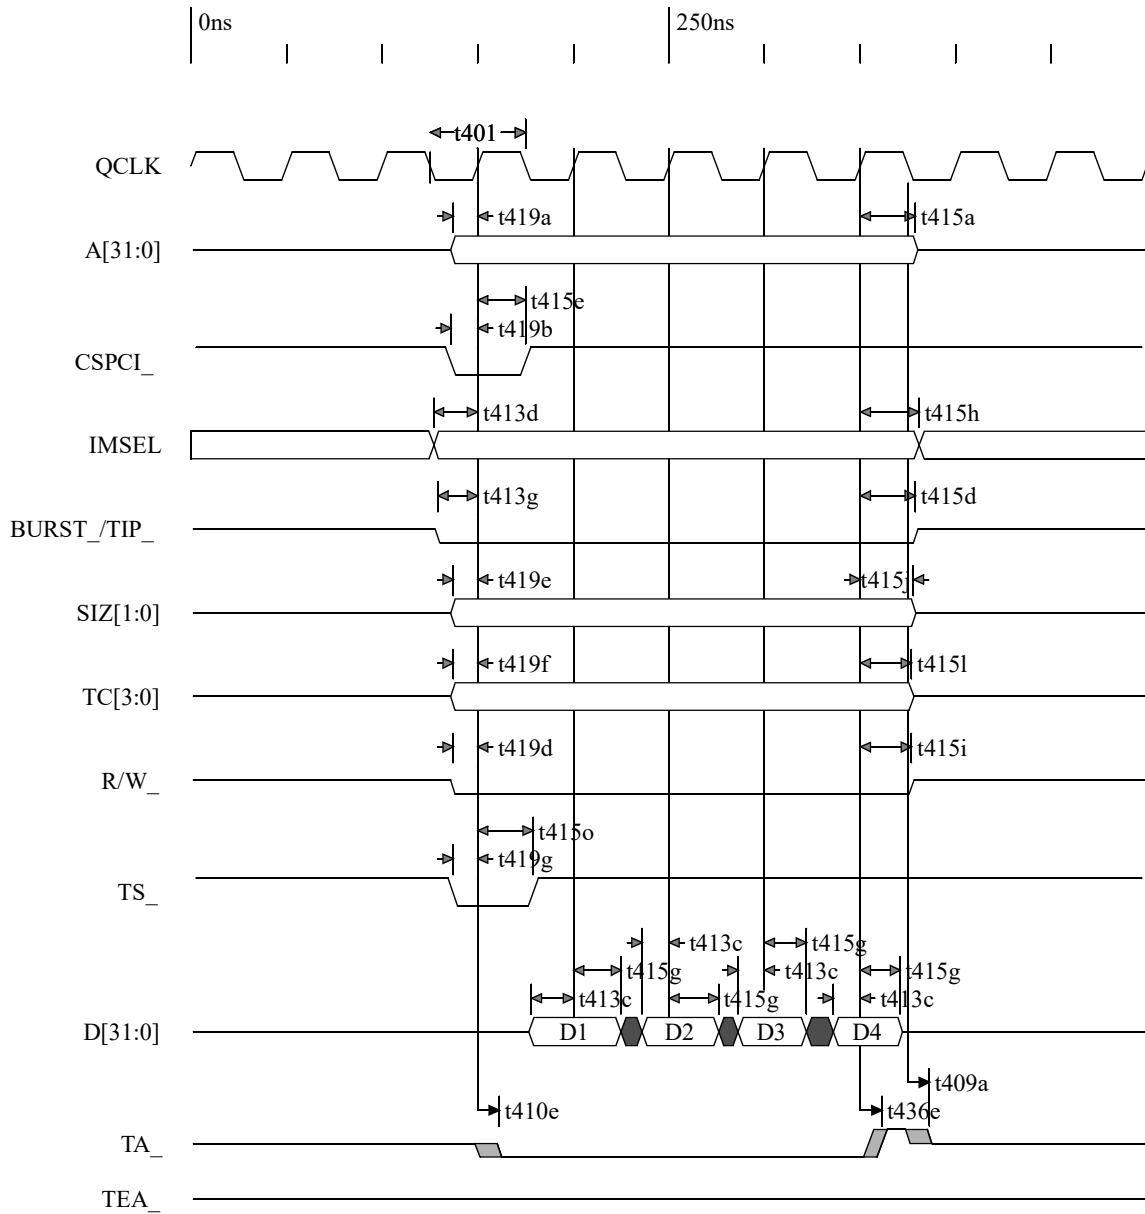 0ns 250ns
t401
QCLK
t419a t415a
A[31:0]
t415e
t419b
CSPCI_
t413d t415h
IMSEL
t413g t415d
BURST_/TIP_
t419e t415j
SIZ[1:0]
t419f t415l
TC[3:0]
t419d t415i
R/W_
t415o
t419g
TS_
t413c t415g
t415g t413c t415g
t413c t415g t413c
D[31:0] D1 D2 D3 D4
t409a
t410e t436e
TA_
TEA_